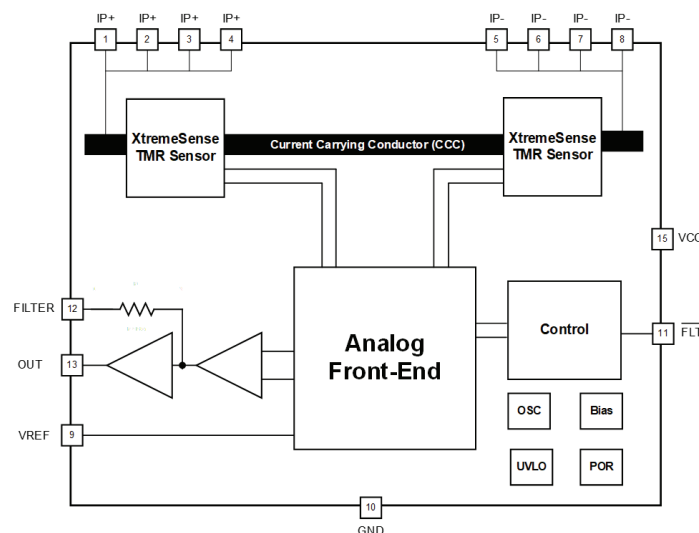 IP+ IP+ IP+ IP+ IP- IP- IP- IP-
1 2 3 4 5 6 7 8
XtremeSense
TMR Sensor
Current Carrying Conductor (CCC)
XtremeSense
TMR Sensor
15 VCC
FILTER 12
Analog
Front-End
Control
11 FLT
OUT 13
OSC Bias
VREF 9
UVLO POR
10
GND